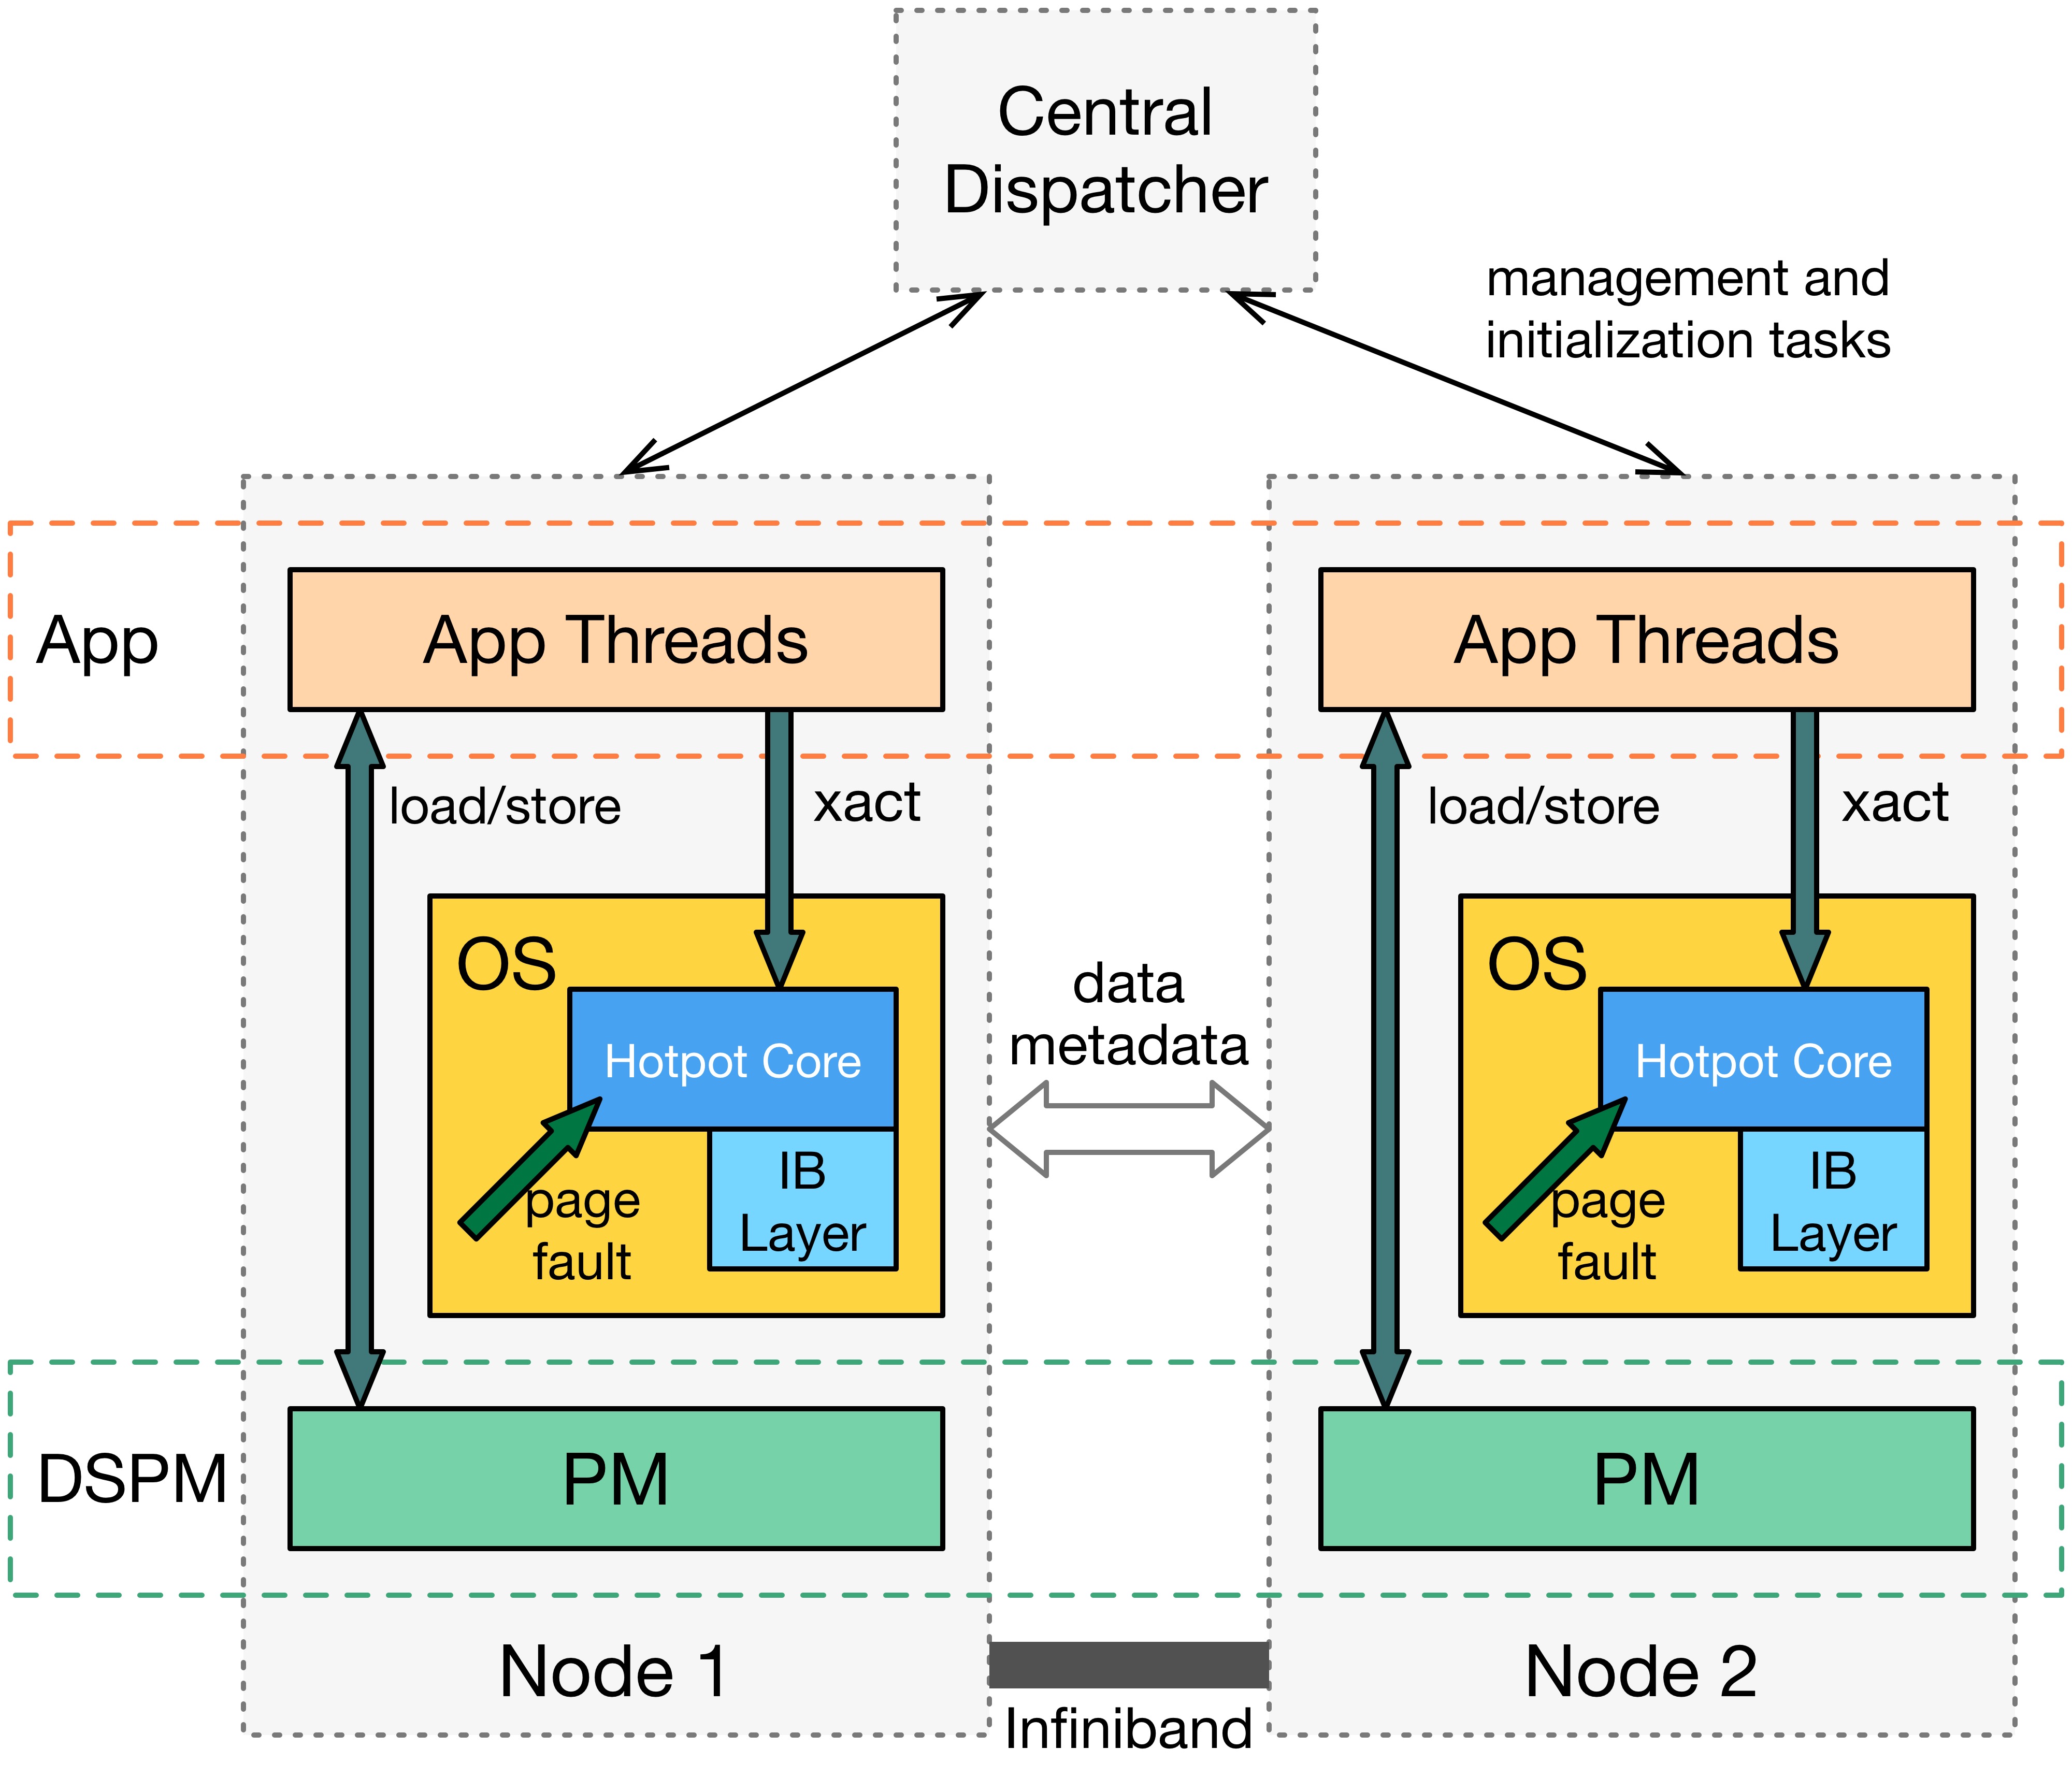 Central
Dispatcher
management and
initialization tasks
App
App Threads
App Threads
load/store
xact
load/store
xact
OS
Hotpot Core
page
fault
IB
Layer
data
metadata
OS
Hotpot Core
page
fault
IB
Layer
DSPM
PM
PM
Node 1
Infiniband
Node 2